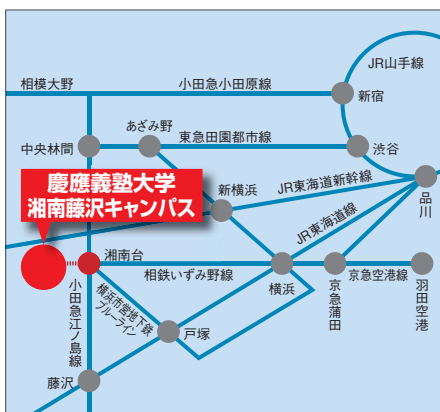 JR山手線
相模大野
小田急小田原線
新宿
あざみ野
中央林間
東急田園都市線
渋谷
慶應義塾大学
湘南藤沢キャンパス
新横浜
JR東海道新幹線
品川
JR東海道線
湘南台
相鉄いずみ野線
横浜
京急蒲田
京急空港線
羽田空港
小田急江ノ島線
横浜市営地下鉄
ブルーライン
戸塚
藤沢